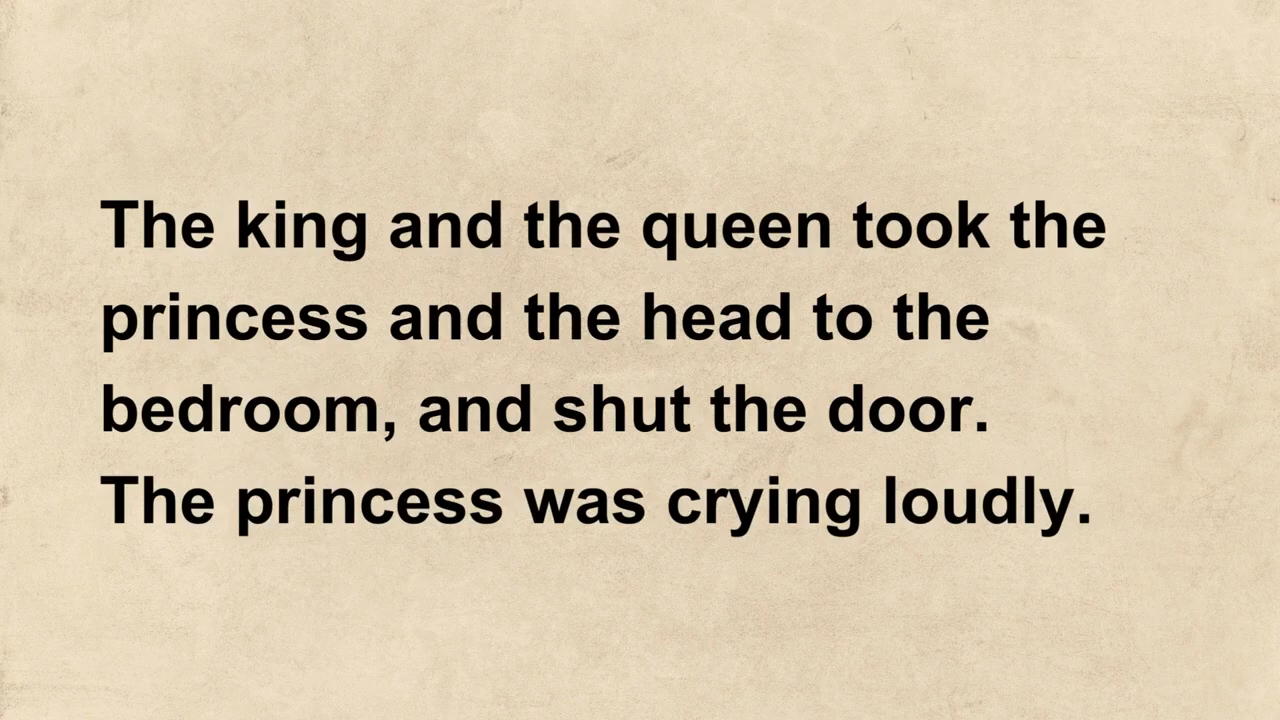 The king and the queen took the
princess and the head to the
bedroom, and shut the door.
The princess was crying loudly.